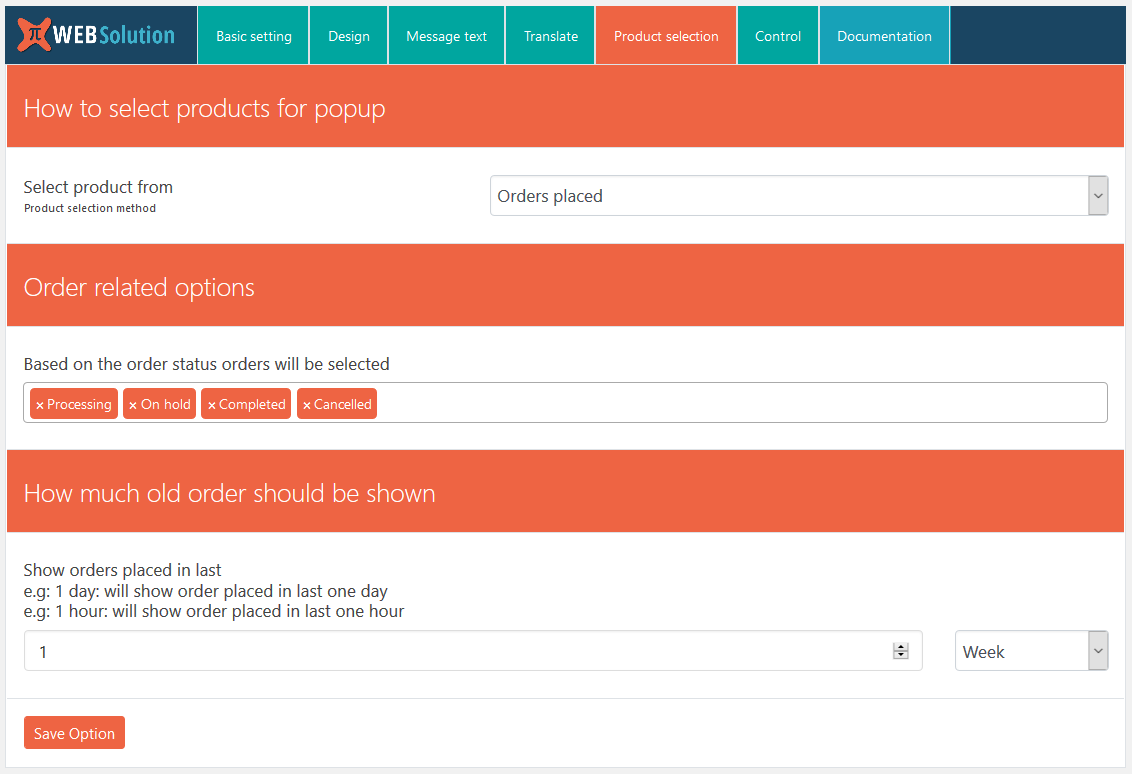 π WEBSolution
Basic setting
Design
Message text
Translate
Product selection
Control
Documentation
How to select products for popup
Select product from
Product selection method
Orders placed
Order related options
Based on the order status orders will be selected
× Processing × On hold × Completed × Cancelled
How much old order should be shown
Show orders placed in last
e.g: 1 day: will show order placed in last one day
e.g: 1 hour: will show order placed in last one hour
1
Week
Save Option